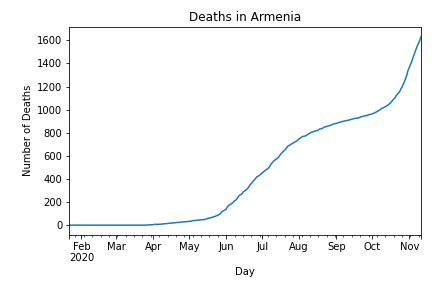 Deaths in Armenia
Number of Deaths
1600
1400
1200
1000
800
600
400
200
0
Feb Mar Apr May Jun Jul Aug Sep Oct Nov
2020
Day